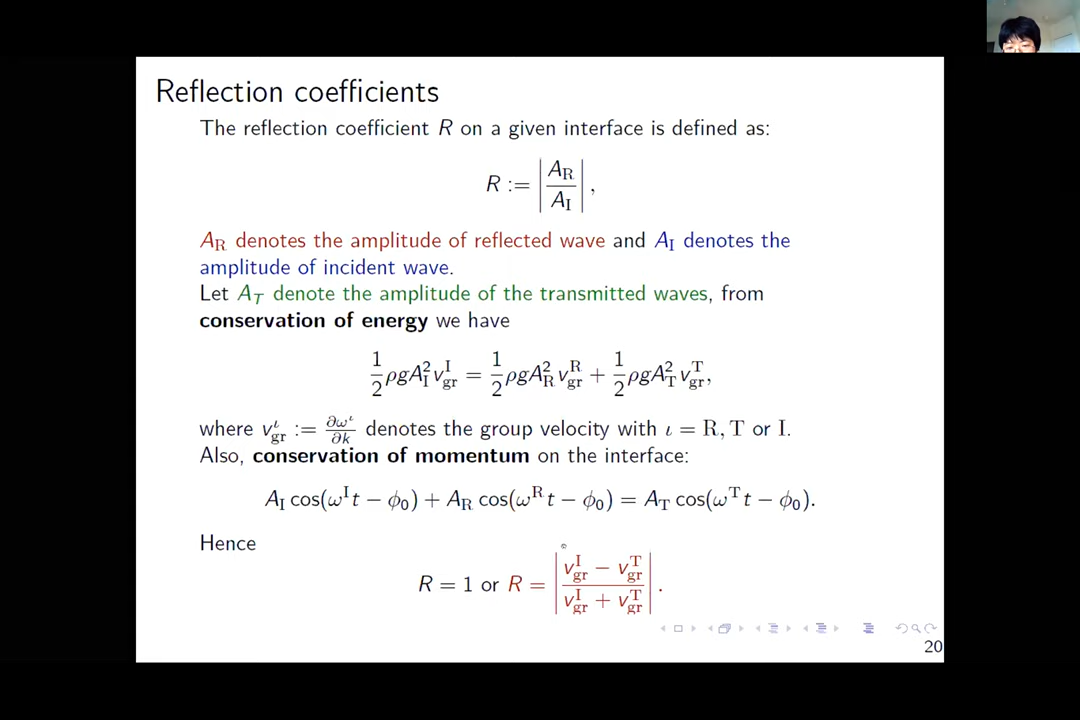 Reflection coefficients
The reflection coefficient R on a given interface is defined as:
R := |A_R / A_I| ,
A_R denotes the amplitude of reflected wave and A_I denotes the
amplitude of incident wave.
Let A_T denote the amplitude of the transmitted waves, from
conservation of energy we have
1/2 ρgA_I^2 v_gr^I = 1/2 ρgA_R^2 v_gr^R + 1/2 ρgA_T^2 v_gr^T,
where v_gr^ι := ∂ω^ι/∂k denotes the group velocity with ι = R, T or I.
Also, conservation of momentum on the interface:
A_I cos(ω^I t − ϕ_0) + A_R cos(ω^R t − ϕ_0) = A_T cos(ω^T t − ϕ_0).
Hence
R = 1 or R = |(v_gr^I − v_gr^T) / (v_gr^I + v_gr^T)| .
20